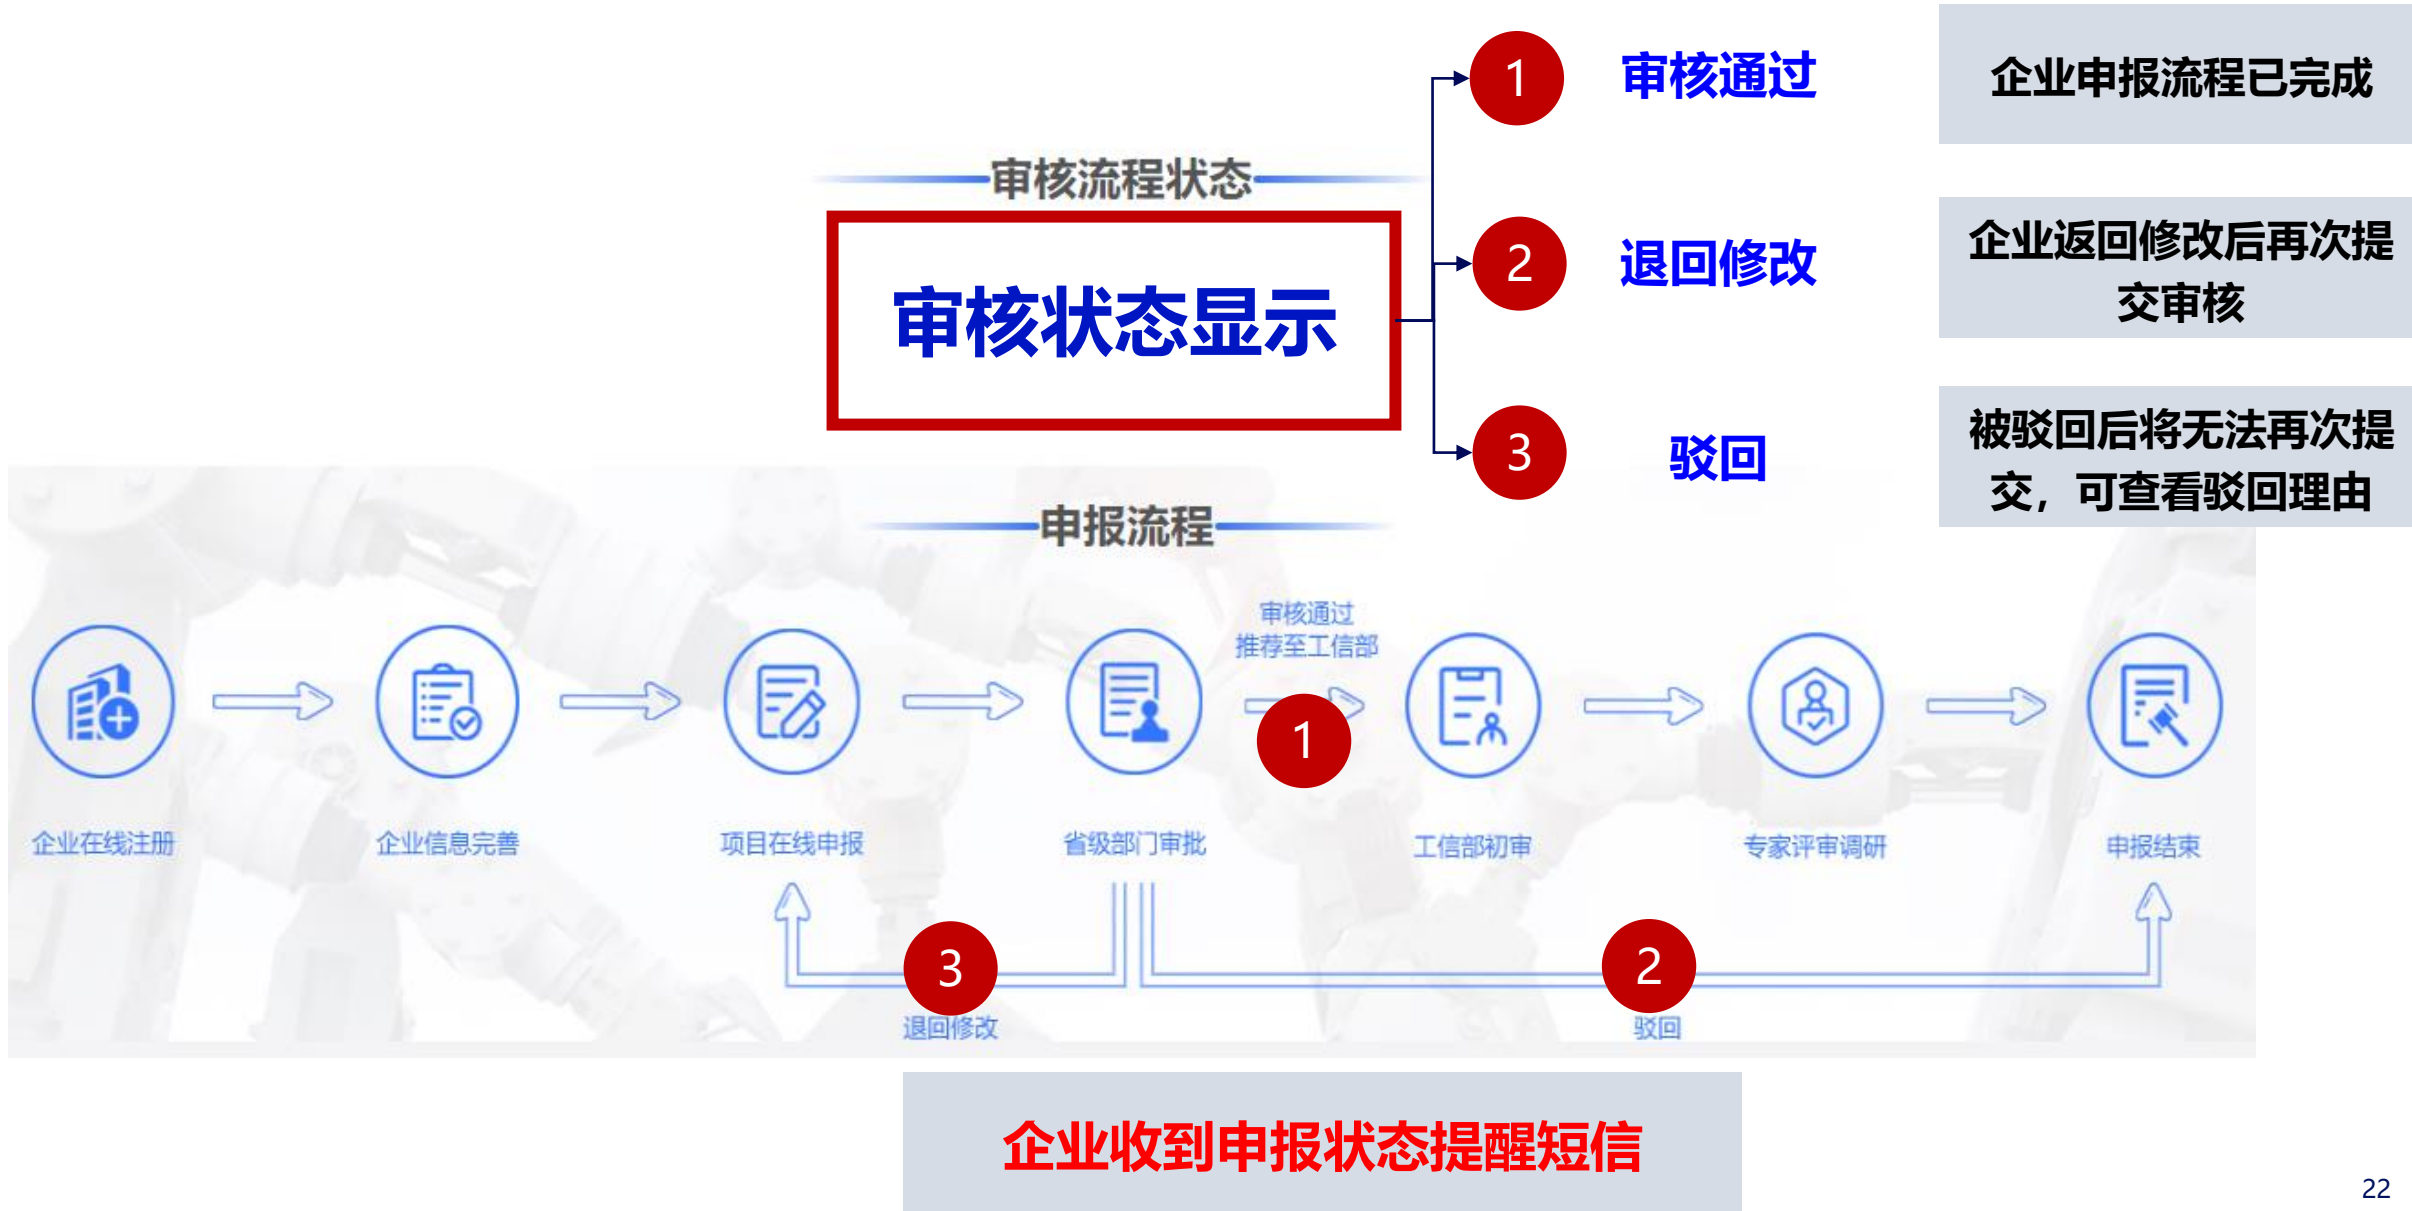 1
审核通过
企业申报流程已完成
审核流程状态
审核状态显示
2
退回修改
企业返回修改后再次提
交审核
3
驳回
被驳回后将无法再次提
交，可查看驳回理由
申报流程
审核通过
推荐至工信部
1
企业在线注册
企业信息完善
项目在线申报
省级部门审批
工信部初审
专家评审调研
申报结束
3
退回修改
2
驳回
企业收到申报状态提醒短信
22